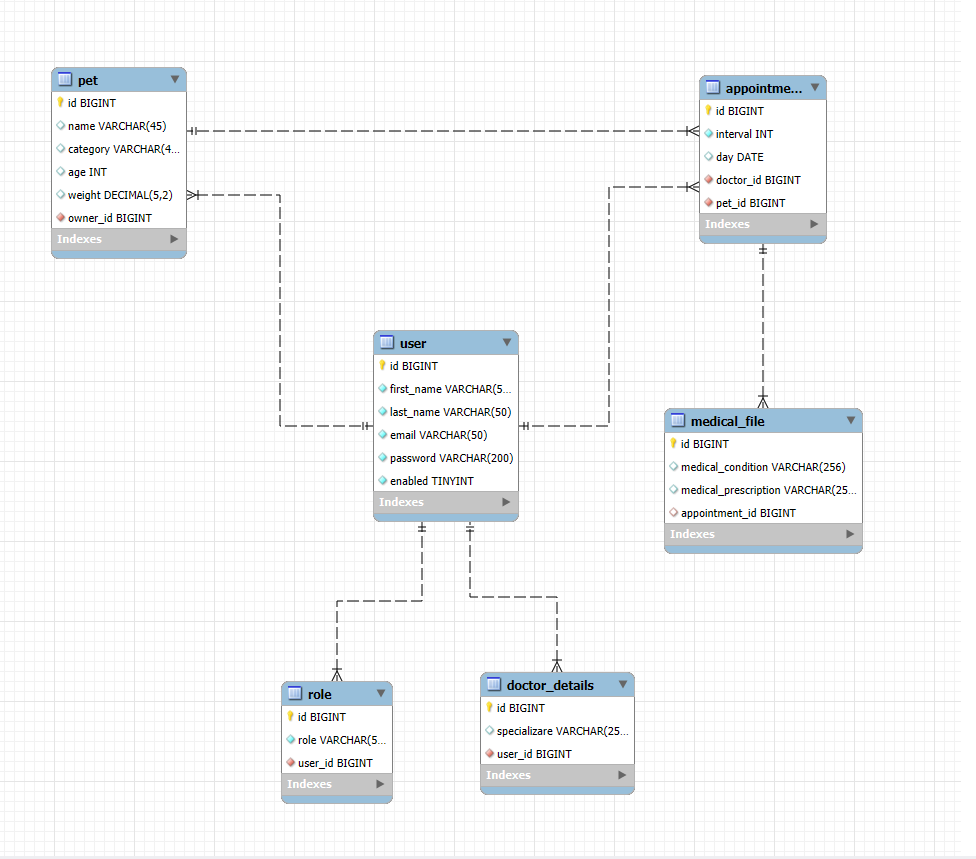 pet
id BIGINT
name VARCHAR(45)
category VARCHAR(4...
age INT
weight DECIMAL(5,2)
owner_id BIGINT
Indexes
appointme...
id BIGINT
interval INT
day DATE
doctor_id BIGINT
pet_id BIGINT
Indexes
user
id BIGINT
first_name VARCHAR(5...
last_name VARCHAR(50)
email VARCHAR(50)
password VARCHAR(200)
enabled TINYINT
Indexes
medical_file
id BIGINT
medical_condition VARCHAR(256)
medical_prescription VARCHAR(25...
appointment_id BIGINT
Indexes
role
id BIGINT
role VARCHAR(5...
user_id BIGINT
Indexes
doctor_details
id BIGINT
specializare VARCHAR(25...
user_id BIGINT
Indexes